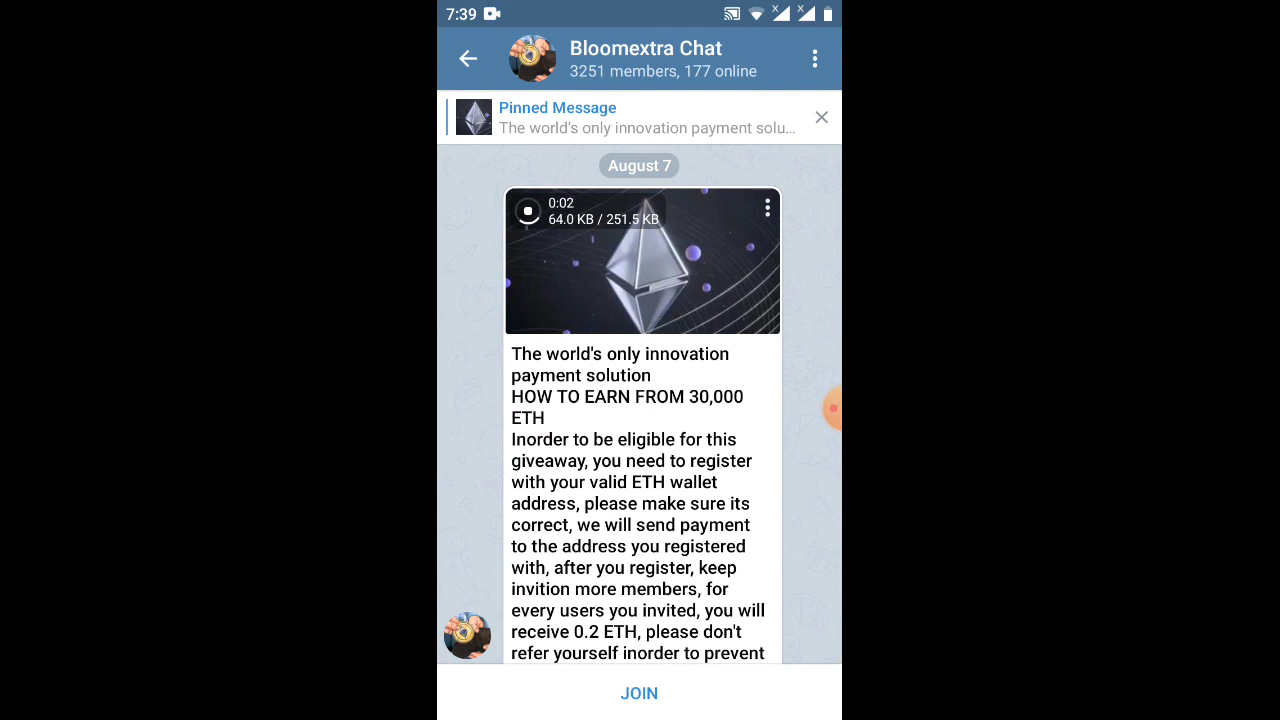 7:39
Bloomextra Chat
3251 members, 177 online
Pinned Message
The world's only innovation payment solu...
August 7
0:02
64.0 KB / 251.5 KB
The world's only innovation
payment solution
HOW TO EARN FROM 30,000
ETH
Inorder to be eligible for this
giveaway, you need to register
with your valid ETH wallet
address, please make sure its
correct, we will send payment
to the address you registered
with, after you register, keep
invition more members, for
every users you invited, you will
receive 0.2 ETH, please don't
refer yourself inorder to prevent
JOIN